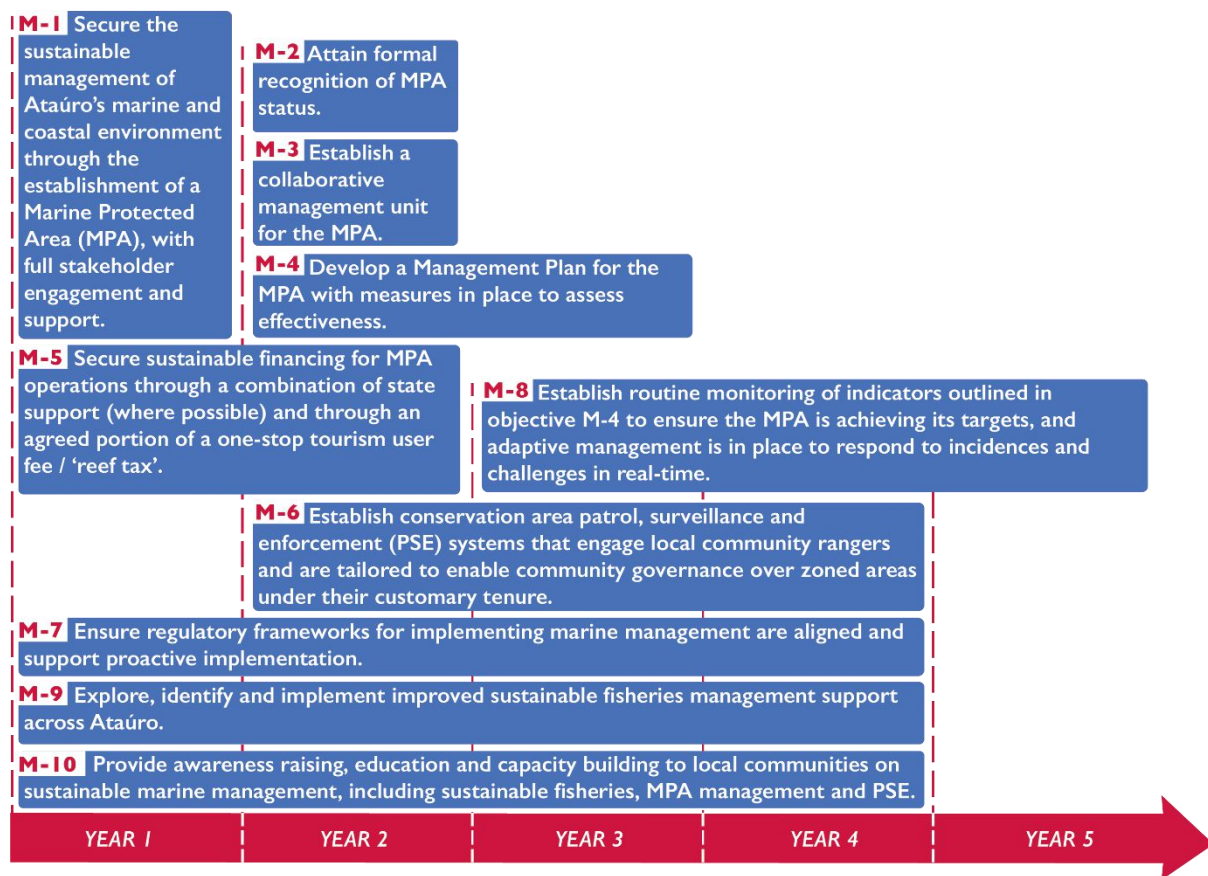 M-1 Secure the
sustainable
management of
Ataúro's marine and
coastal environment
through the
establishment of a
Marine Protected
Area (MPA), with
full stakeholder
engagement and
support.
M-2 Attain formal
recognition of MPA
status.
M-3 Establish a
collaborative
management unit
for the MPA.
M-4 Develop a Management Plan for the
MPA with measures in place to assess
effectiveness.
M-5 Secure sustainable financing for MPA
operations through a combination of state
support (where possible) and through an
agreed portion of a one-stop tourism user
fee / 'reef tax'.
M-8 Establish routine monitoring of indicators outlined in
objective M-4 to ensure the MPA is achieving its targets, and
adaptive management is in place to respond to incidences and
challenges in real-time.
M-6 Establish conservation area patrol, surveillance and
enforcement (PSE) systems that engage local community rangers
and are tailored to enable community governance over zoned areas
under their customary tenure.
M-7 Ensure regulatory frameworks for implementing marine management are aligned and
support proactive implementation.
M-9 Explore, identify and implement improved sustainable fisheries management support
across Ataúro.
M-10 Provide awareness raising, education and capacity building to local communities on
sustainable marine management, including sustainable fisheries, MPA management and PSE.
YEAR 1 YEAR 2 YEAR 3 YEAR 4 YEAR 5